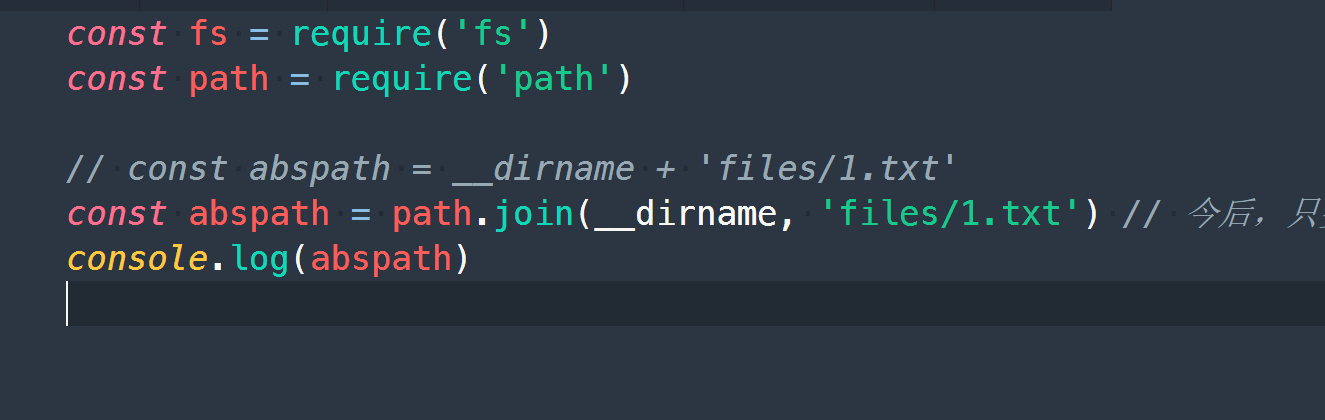 const fs = require('fs')
const path = require('path')
// const abspath = __dirname + 'files/1.txt'
const abspath = path.join(__dirname, 'files/1.txt') // 今后，只
console.log(abspath)